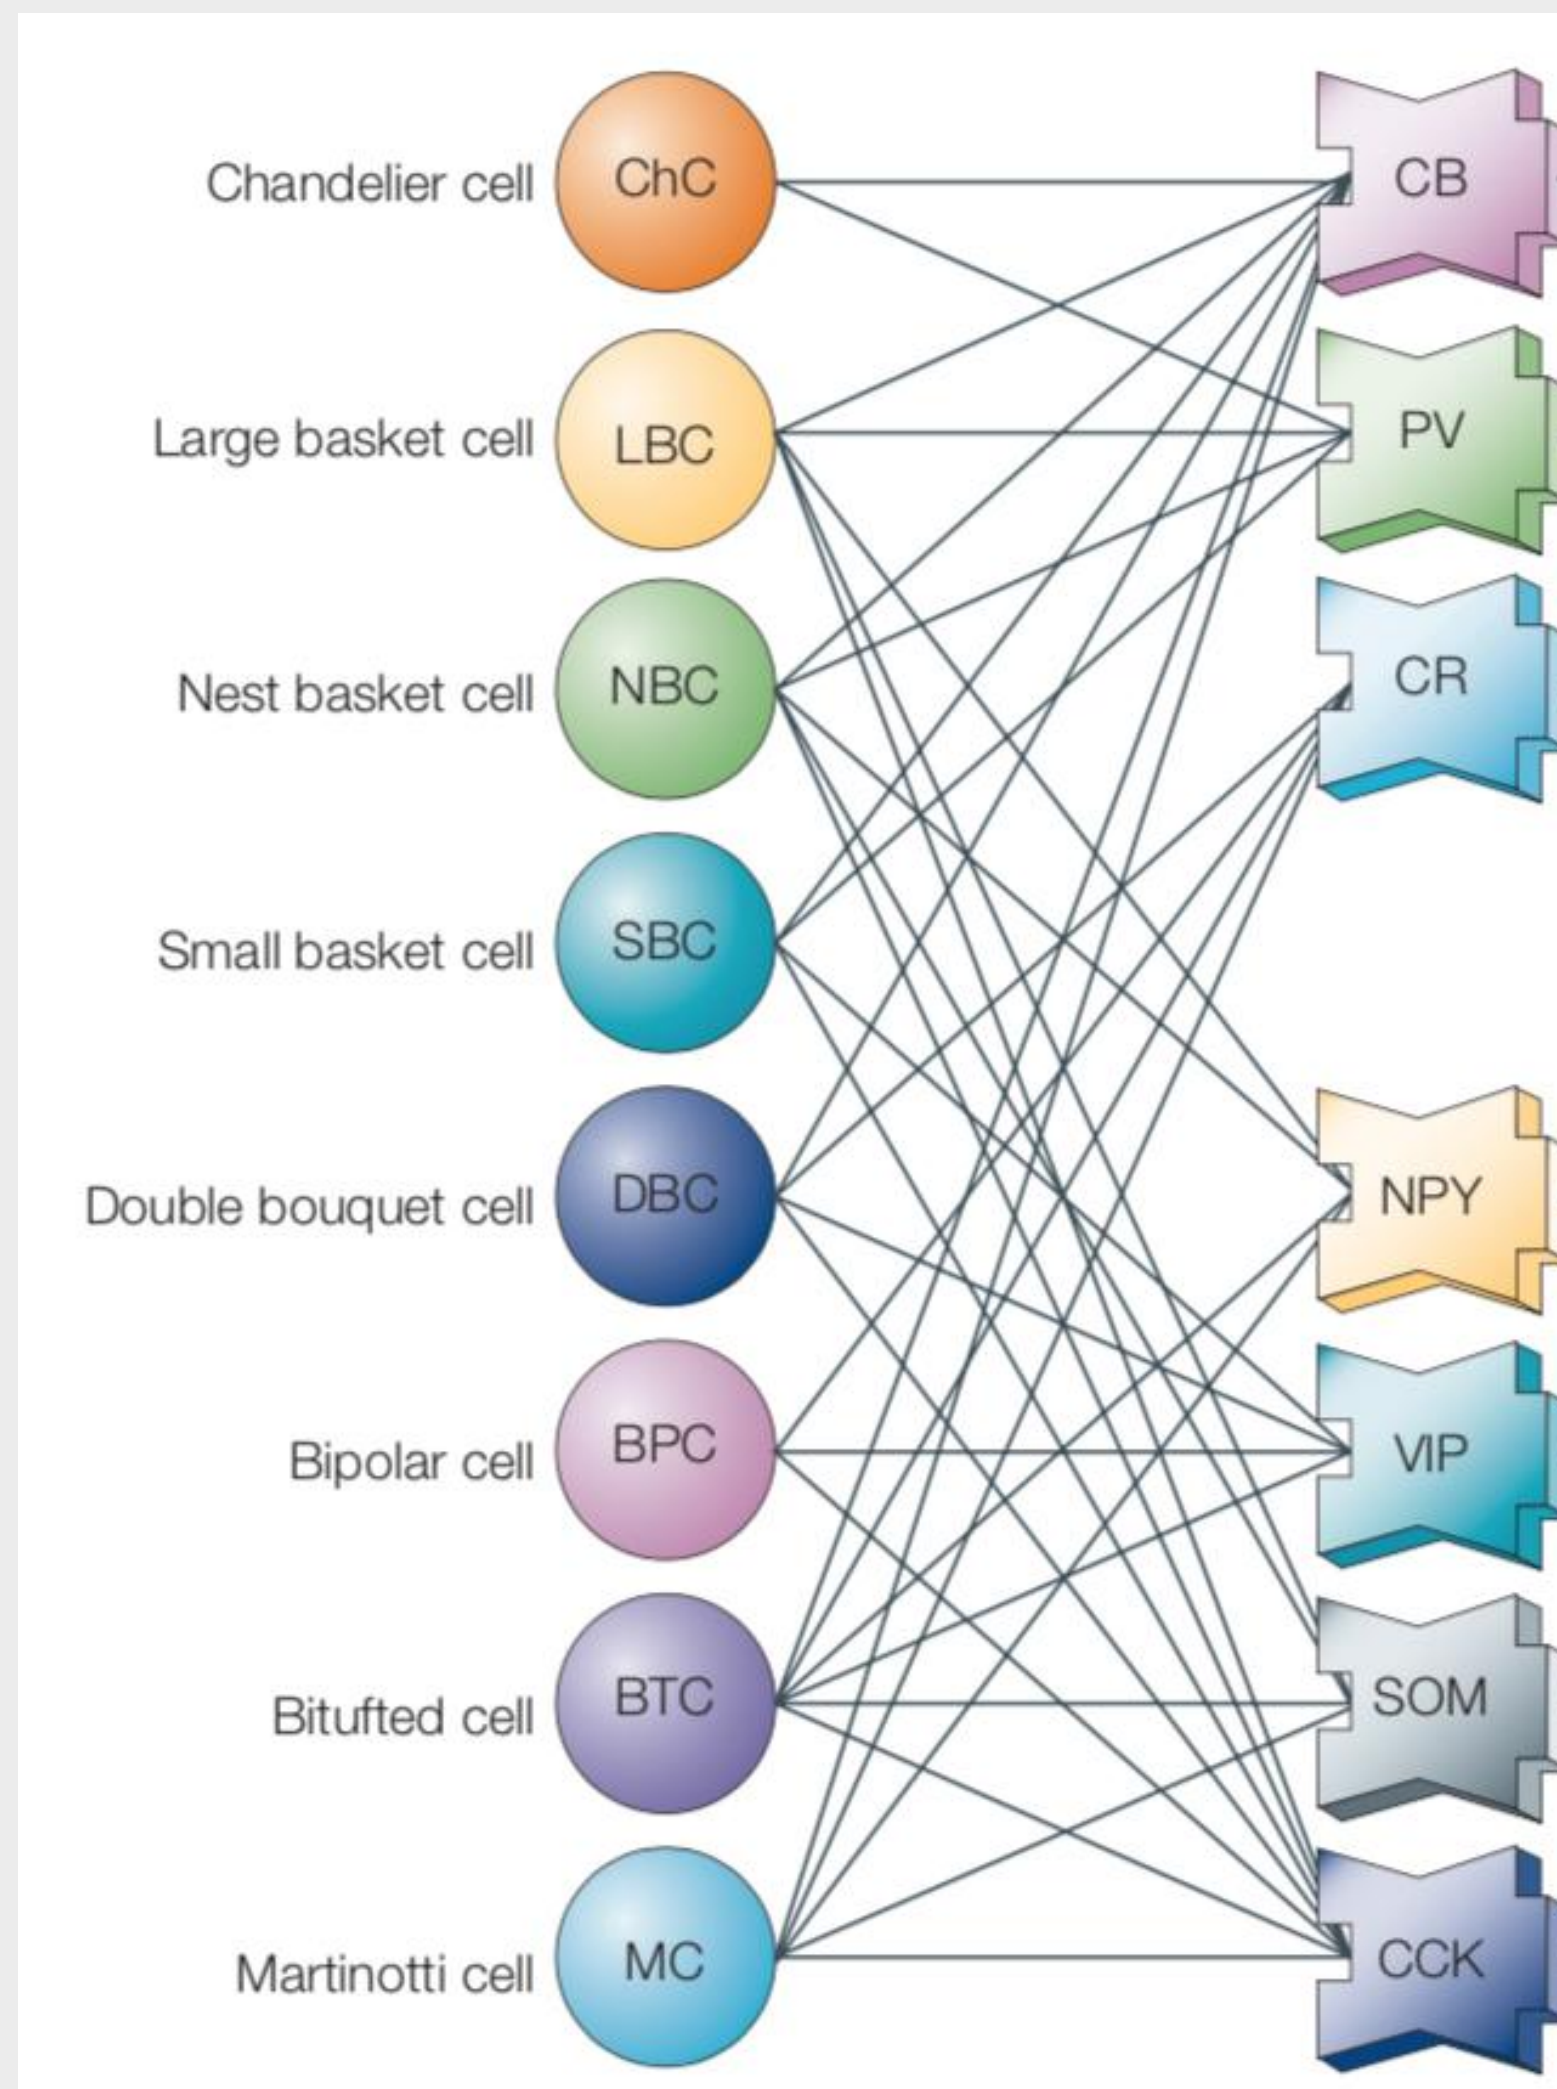 Chandelier cell ChC CB
Large basket cell LBC PV
Nest basket cell NBC CR
Small basket cell SBC
Double bouquet cell DBC NPY
Bipolar cell BPC VIP
Bitufted cell BTC SOM
Martinotti cell MC CCK